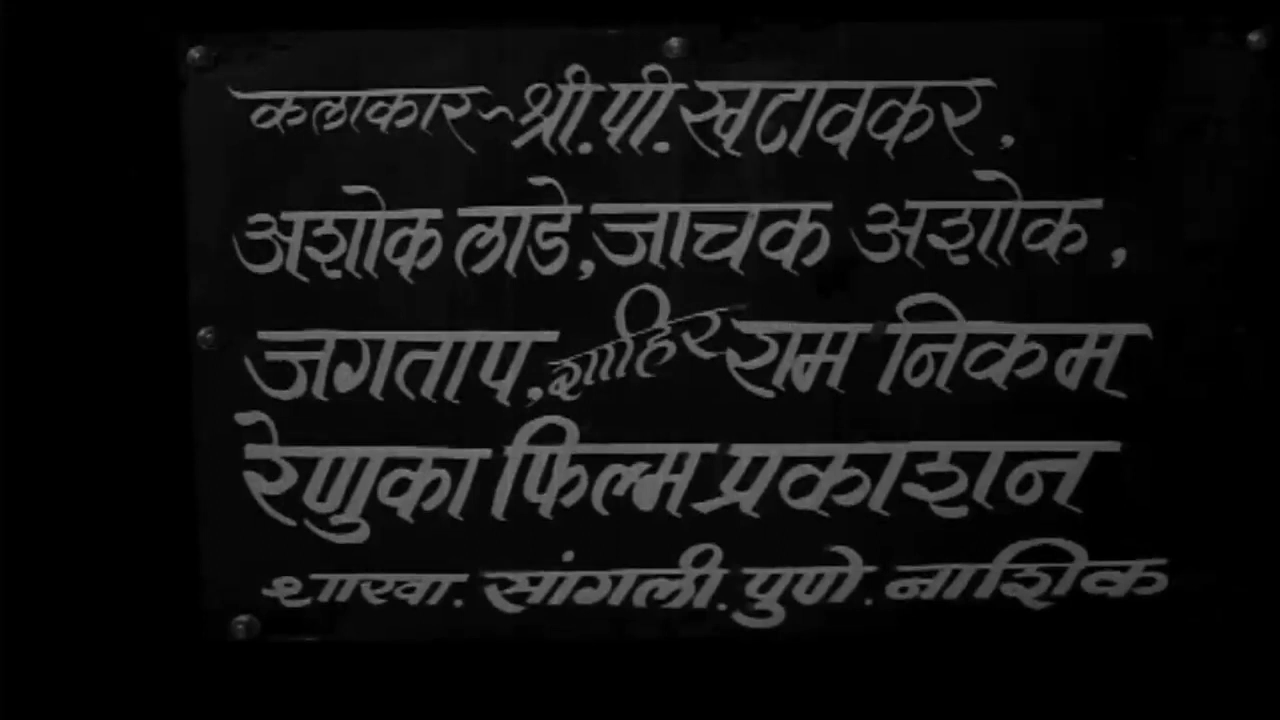 कलाकार~श्री.पी.खटावकर,
अशोक लाडे,जाचक अशोक,
जगताप.शाहिर राम निकम
रेणुका फिल्म प्रकाशन
शाखा. सांगली.पुणे.नाशिक